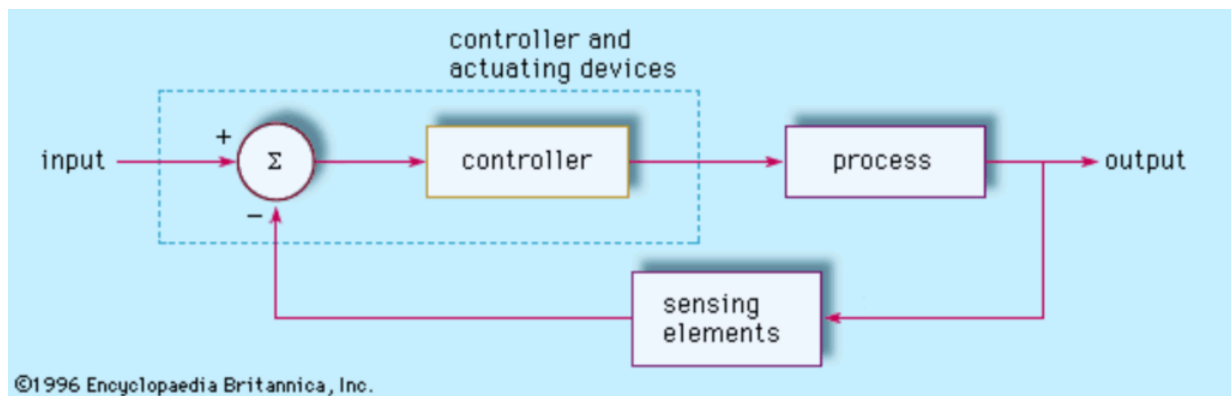 controller and
actuating devices
+
input
Σ
controller
process
output
−
sensing
elements
©1996 Encyclopaedia Britannica, Inc.